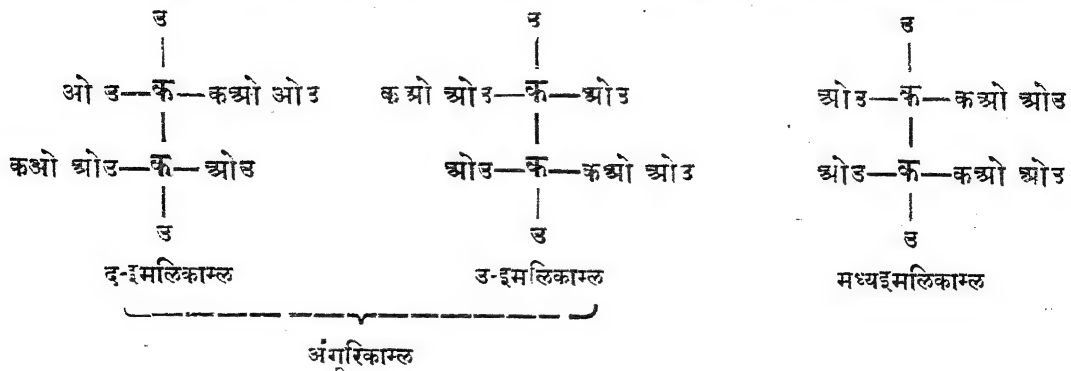 उ उ उ
ओ उ—क—कओ ओउ कओ ओउ—क—ओउ ओउ—क—कओ ओउ
कओ ओउ—क—ओउ ओउ—क—कओ ओउ ओउ—क—कओ ओउ
उ उ उ
द-इमलिकाम्ल उ-इमलिकाम्ल मध्यइमलिकाम्ल
अंगूरिकाम्ल